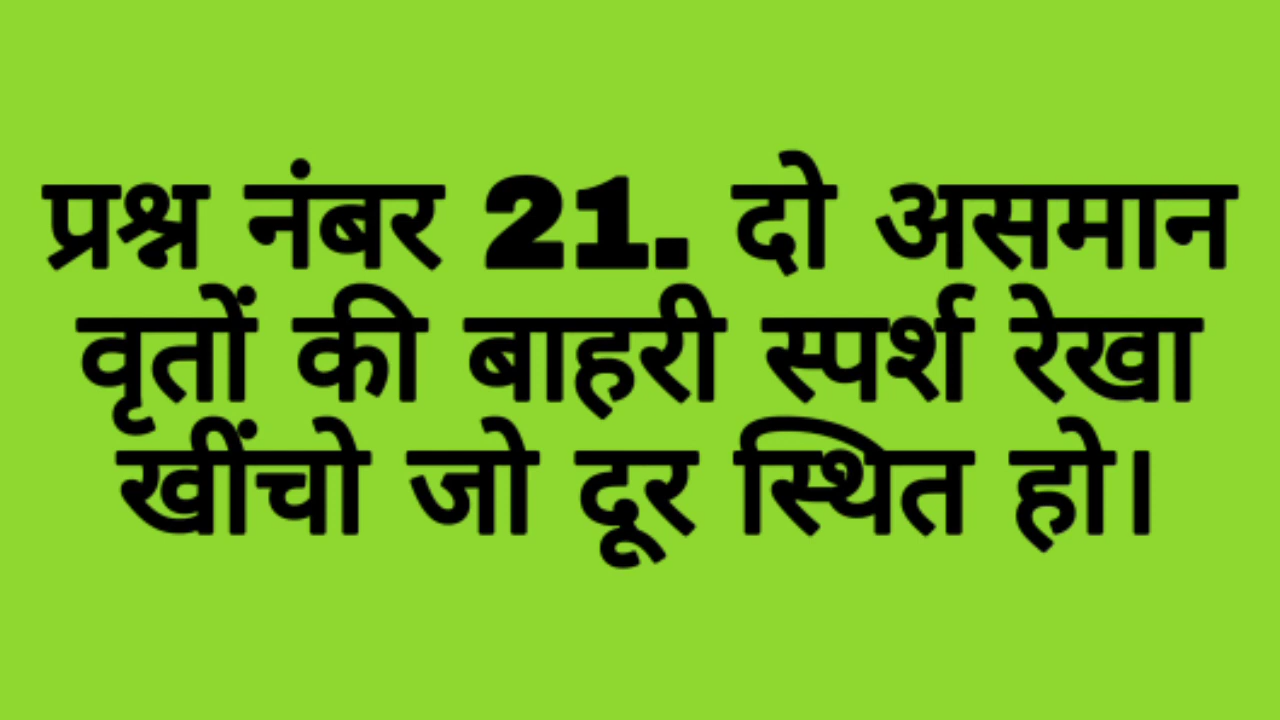 प्रश्न नंबर 21. दो असमान
वृतों की बाहरी स्पर्श रेखा
खींचो जो दूर स्थित हो।